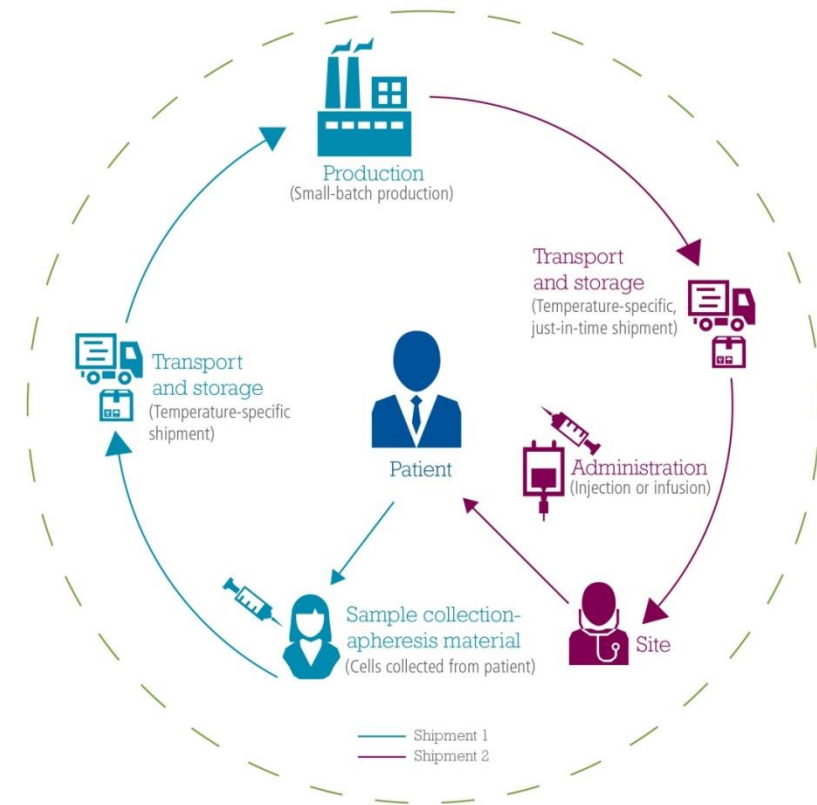 Production
(Small-batch production)
Transport
and storage
(Temperature-specific,
just-in-time shipment)
Transport
and storage
(Temperature-specific
shipment)
Patient
Administration
(Injection or infusion)
Sample collection-
apheresis material
(Cells collected from patient)
Site
Shipment 1
Shipment 2